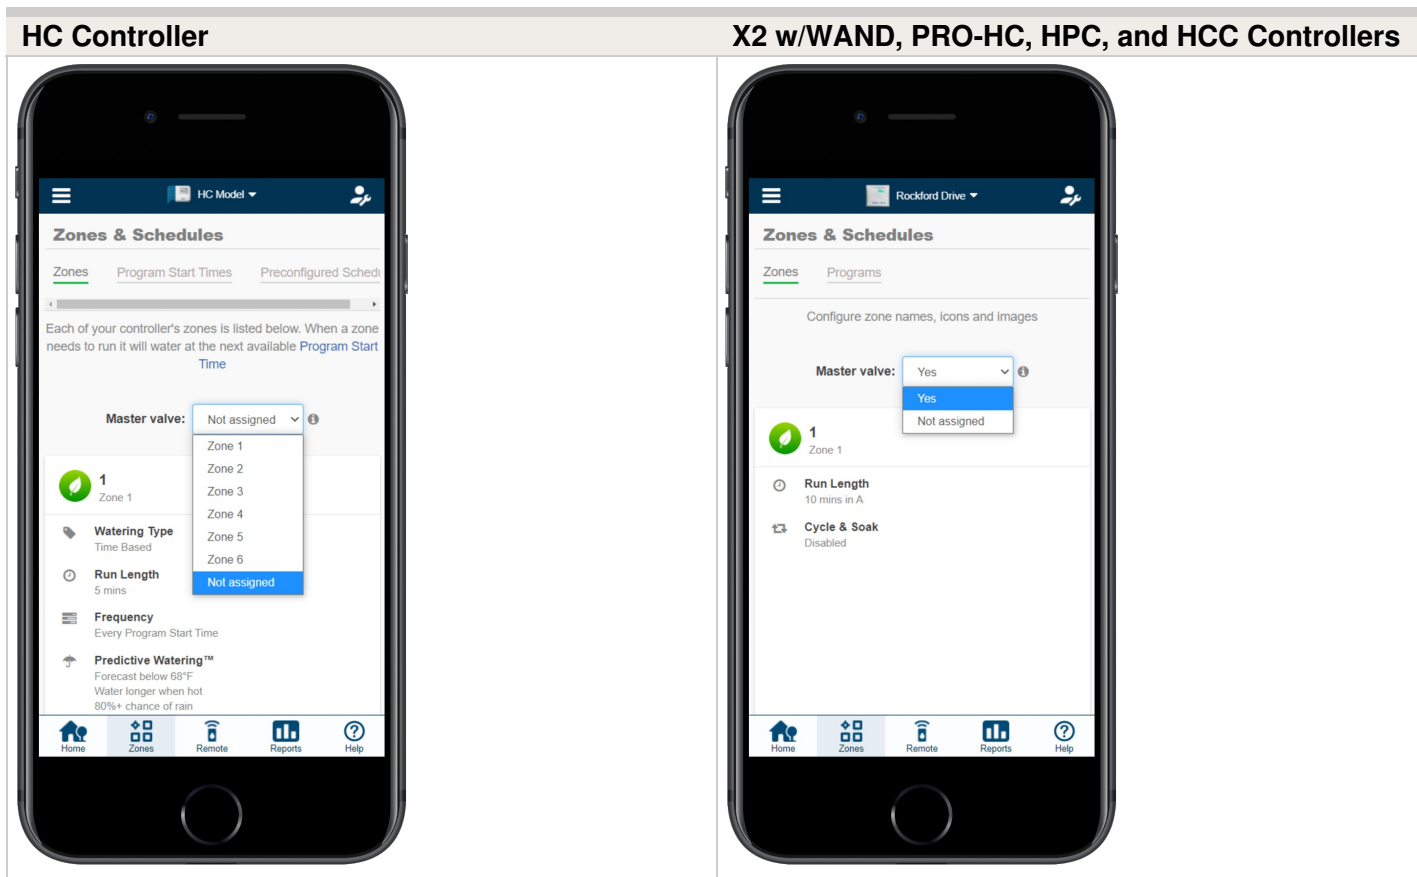 HC Controller
X2 w/WAND, PRO-HC, HPC, and HCC Controllers
HC Model
Zones & Schedules
Zones
Program Start Times
Preconfigured Schedu
Each of your controller's zones is listed below. When a zone
needs to run it will water at the next available Program Start
Time
Master valve:
Not assigned
Zone 1
Zone 2
Zone 3
Zone 4
Zone 5
Zone 6
Not assigned
1
Zone 1
Watering Type
Time Based
Run Length
5 mins
Frequency
Every Program Start Time
Predictive Watering™
Forecast below 68°F
Water longer when hot
80%+ chance of rain
Home
Zones
Remote
Reports
Help
Rockford Drive
Zones & Schedules
Zones
Programs
Configure zone names, icons and images
Master valve:
Yes
Yes
Not assigned
1
Zone 1
Run Length
10 mins in A
Cycle & Soak
Disabled
Home
Zones
Remote
Reports
Help